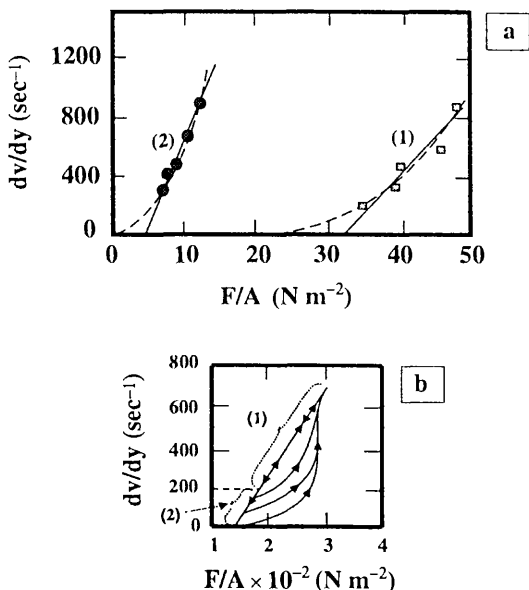 a
1200
800
400
0
dv/dy (sec⁻¹)
(2)
(1)
0 10 20 30 40 50
F/A (N m⁻²)
b
800
600
400
200
0
dv/dy (sec⁻¹)
(1)
(2)
1 2 3 4
F/A × 10⁻² (N m⁻²)